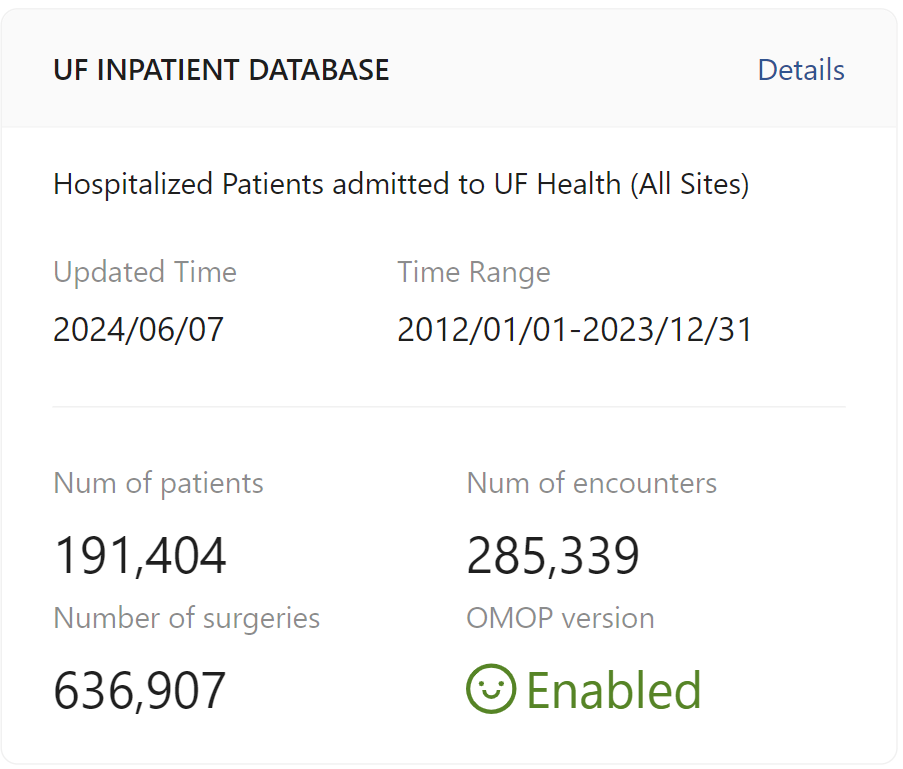 UF INPATIENT DATABASE Details
Hospitalized Patients admitted to UF Health (All Sites)
Updated Time Time Range
2024/06/07 2012/01/01-2023/12/31
Num of patients Num of encounters
191,404 285,339
Number of surgeries OMOP version
636,907 Enabled